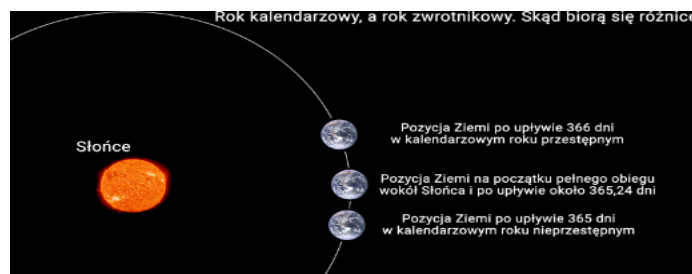 Rok kalendarzowy, a rok zwrotnikowy. Skąd biorą się różnice
Słońce
Pozycja Ziemi po upływie 366 dni
w kalendarzowym roku przestępnym
Pozycja Ziemi na początku pełnego obiegu
wokół Słońca i po upływie około 365,24 dni
Pozycja Ziemi po upływie 365 dni
w kalendarzowym roku nieprzestępnym